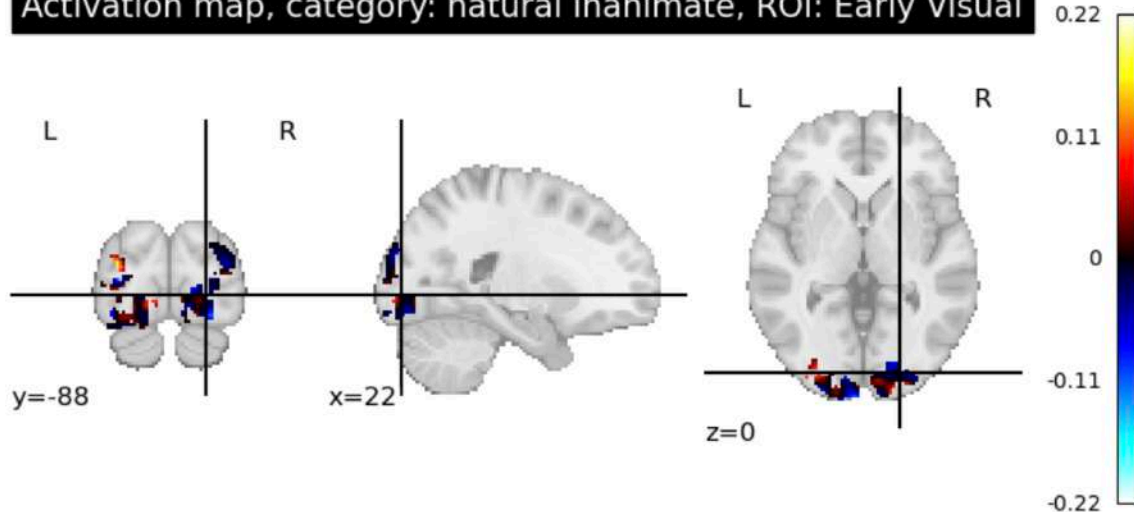 Activation map, category: natural inanimate, ROI: Early Visual
L R
L R
y=-88
x=22
z=0
0.22
0.11
0
-0.11
-0.22